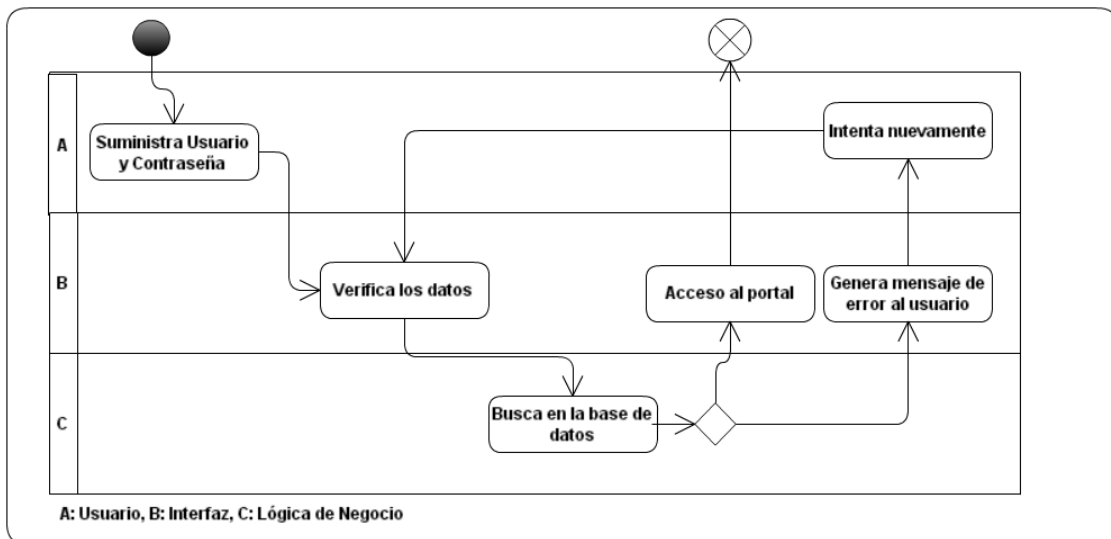 A
Suministra Usuario
y Contraseña
Intenta nuevamente
B
Verifica los datos
Acceso al portal
Genera mensaje de
error al usuario
C
Busca en la base de
datos
A: Usuario, B: Interfaz, C: Lógica de Negocio